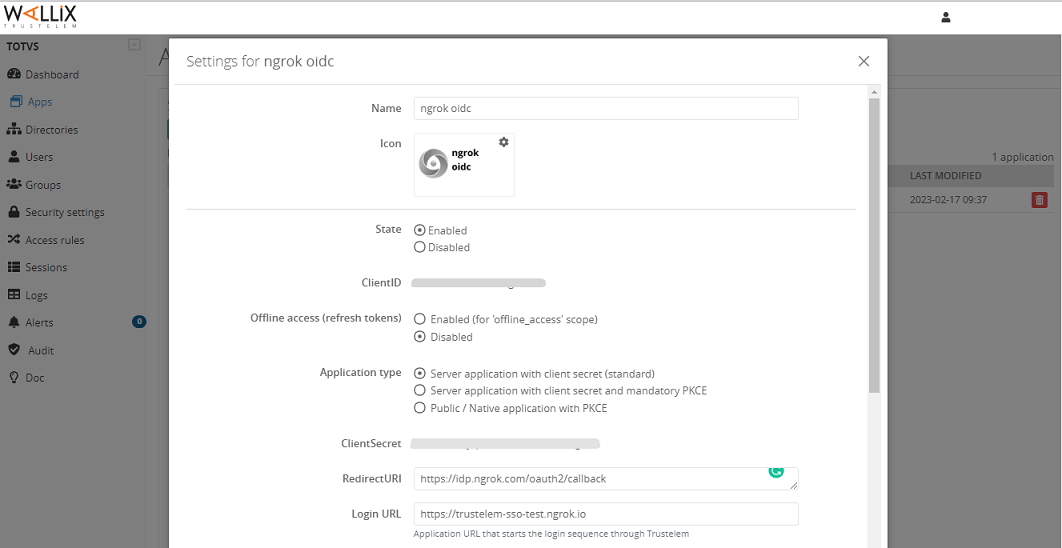 WALLIX
TRUSTELEM
TOTVS
Dashboard
Apps
Directories
Users
Groups
Security settings
Access rules
Sessions
Logs
Alerts 0
Audit
Doc
A
Settings for ngrok oidc
Name ngrok oidc
Icon
ngrok
oidc
State Enabled
Disabled
ClientID
Offline access (refresh tokens) Enabled (for 'offline_access' scope)
Disabled
Application type Server application with client secret (standard)
Server application with client secret and mandatory PKCE
Public / Native application with PKCE
ClientSecret
RedirectURI https://idp.ngrok.com/oauth2/callback
Login URL https://trustelem-sso-test.ngrok.io
Application URL that starts the login sequence through Trustelem
1 application
LAST MODIFIED
2023-02-17 09:37